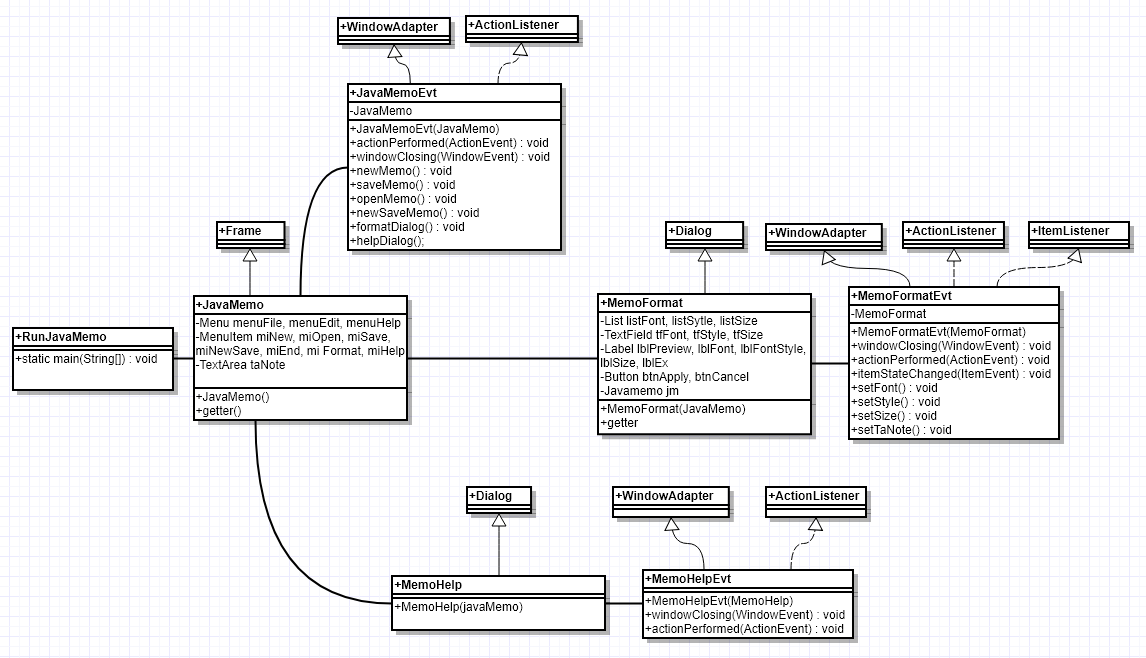 +WindowAdapter
+ActionListener
+JavaMemoEvt
-JavaMemo
+JavaMemoEvt(JavaMemo)
+actionPerformed(ActionEvent) : void
+windowClosing(WindowEvent) : void
+newMemo() : void
+saveMemo() : void
+openMemo() : void
+newSaveMemo() : void
+formatDialog() : void
+helpDialog();
+Frame
+JavaMemo
-Menu menuFile, menuEdit, menuHelp
-MenuItem miNew, miOpen, miSave,
miNewSave, miEnd, mi Format, miHelp
-TextArea taNote
+JavaMemo()
+getter()
+RunJavaMemo
+static main(String[]) : void
+Dialog
+MemoFormat
-List listFont, listSytle, listSize
-TextField tfFont, tfStyle, tfSize
-Label lblPreview, lblFont, lblFontStyle,
lblSize, lblEx
-Button btnApply, btnCancel
-Javamemo jm
+MemoFormat(JavaMemo)
+getter
+WindowAdapter
+ActionListener
+ItemListener
+MemoFormatEvt
-MemoFormat
+MemoFormatEvt(MemoFormat)
+windowClosing(WindowEvent) : void
+actionPerformed(ActionEvent) : void
+itemStateChanged(ItemEvent) : void
+setFont() : void
+setStyle() : void
+setSize() : void
+setTaNote() : void
+Dialog
+MemoHelp
+MemoHelp(javaMemo)
+WindowAdapter
+ActionListener
+MemoHelpEvt
+MemoHelpEvt(MemoHelp)
+windowClosing(WindowEvent) : void
+actionPerformed(ActionEvent) : void